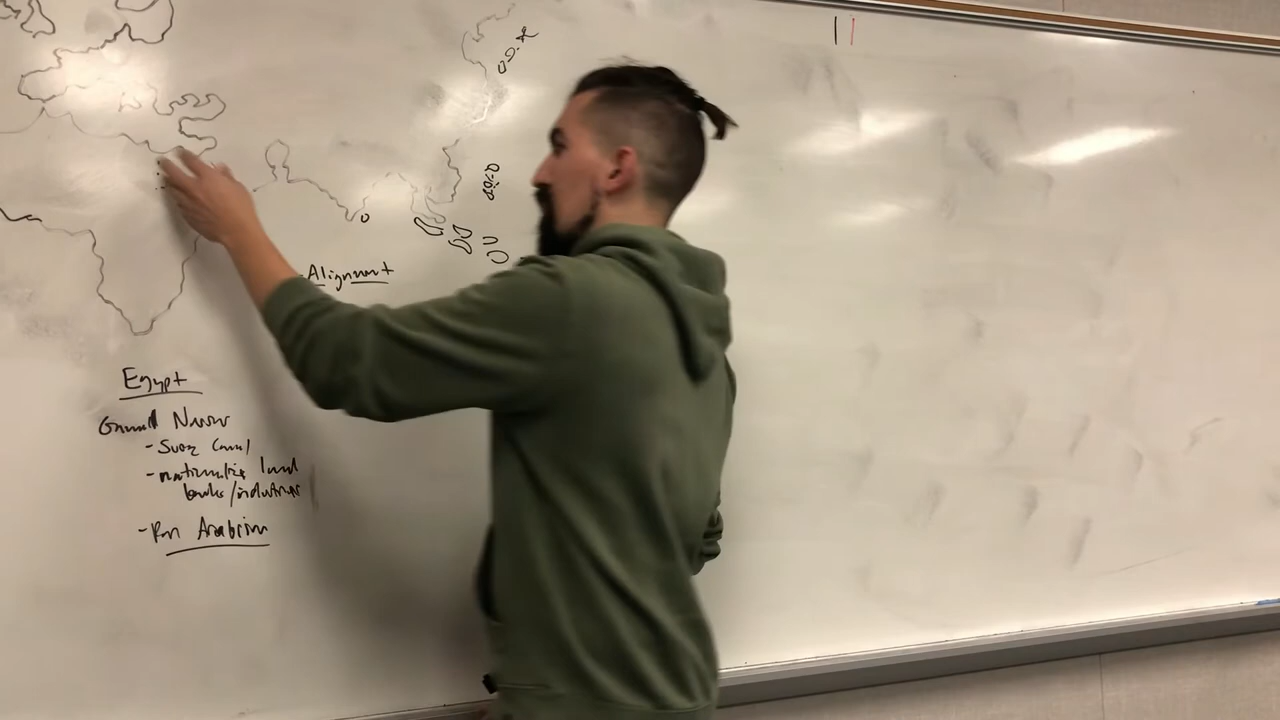 Alignment
Egypt
Gamal Nasser
- Suez Canal
- nationalize land
banks/industries
- Pan Arabism